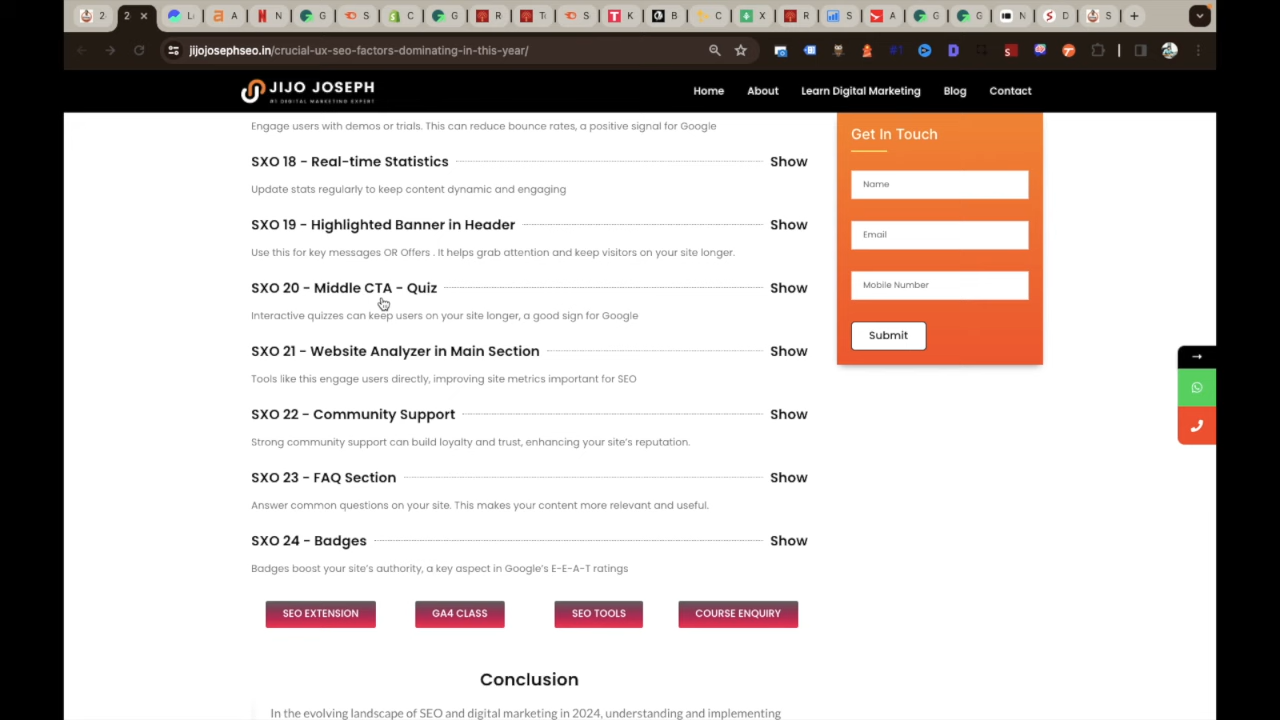 2
2
L
A
N
G
S
C
G
R
T
S
K
B
C
X
R
S
A
G
G
N
D
S
jijojosephseo.in/crucial-ux-seo-factors-dominating-in-this-year/
JIJO JOSEPH
#1 DIGITAL MARKETING EXPERT
Home
About
Learn Digital Marketing
Blog
Contact
Engage users with demos or trials. This can reduce bounce rates, a positive signal for Google
SXO 18 - Real-time Statistics
Show
Update stats regularly to keep content dynamic and engaging
SXO 19 - Highlighted Banner in Header
Show
Use this for key messages OR Offers . It helps grab attention and keep visitors on your site longer.
SXO 20 - Middle CTA - Quiz
Show
Interactive quizzes can keep users on your site longer, a good sign for Google
SXO 21 - Website Analyzer in Main Section
Show
Tools like this engage users directly, improving site metrics important for SEO
SXO 22 - Community Support
Show
Strong community support can build loyalty and trust, enhancing your site's reputation.
SXO 23 - FAQ Section
Show
Answer common questions on your site. This makes your content more relevant and useful.
SXO 24 - Badges
Show
Badges boost your site's authority, a key aspect in Google's E-E-A-T ratings
SEO EXTENSION
GA4 CLASS
SEO TOOLS
COURSE ENQUIRY
Conclusion
In the evolving landscape of SEO and digital marketing in 2024, understanding and implementing
Get In Touch
Name
Email
Mobile Number
Submit